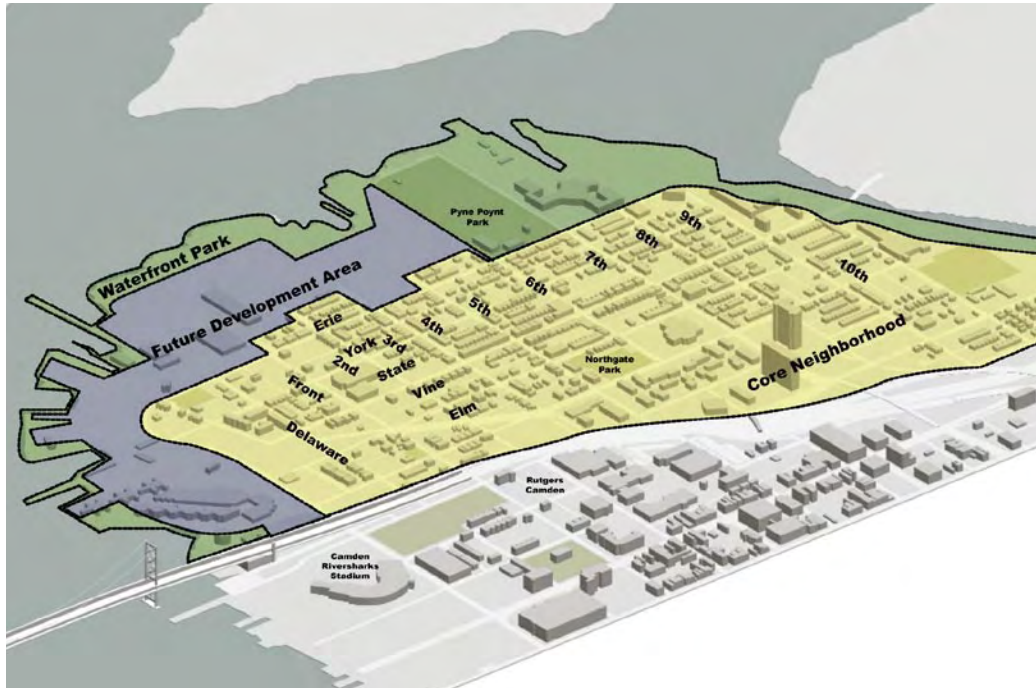 Pyne Poynt
Park
Waterfront Park
Future Development Area
9th
8th
7th
6th
5th
4th
3rd
2nd
10th
Erie
York
State
Front
Vine
Elm
Delaware
Northgate
Park
Core Neighborhood
Rutgers
Camden
Camden
Riversharks
Stadium